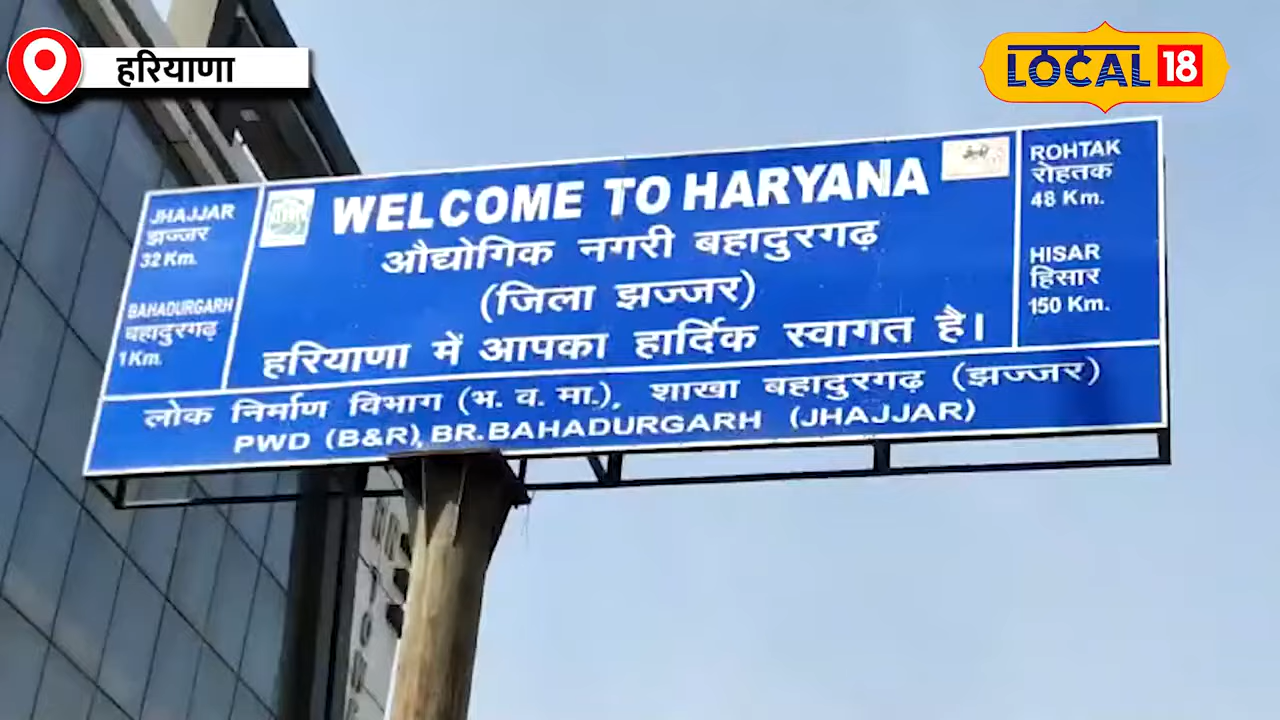 हरियाणा
LOCAL 18
JHAJJAR
झज्जर
32 Km.
BAHADURGARH
बहादुरगढ़
1Km.
WELCOME TO HARYANA
औद्योगिक नगरी बहादुरगढ़
(जिला झज्जर)
हरियाणा में आपका हार्दिक स्वागत है।
ROHTAK
रोहतक
48 Km.
HISAR
हिसार
150 Km.
लोक निर्माण विभाग (भ. व. मा.), शाखा बहादुरगढ़ (झज्जर)
PWD (B&R), BR.BAHADURGARH (JHAJJAR)